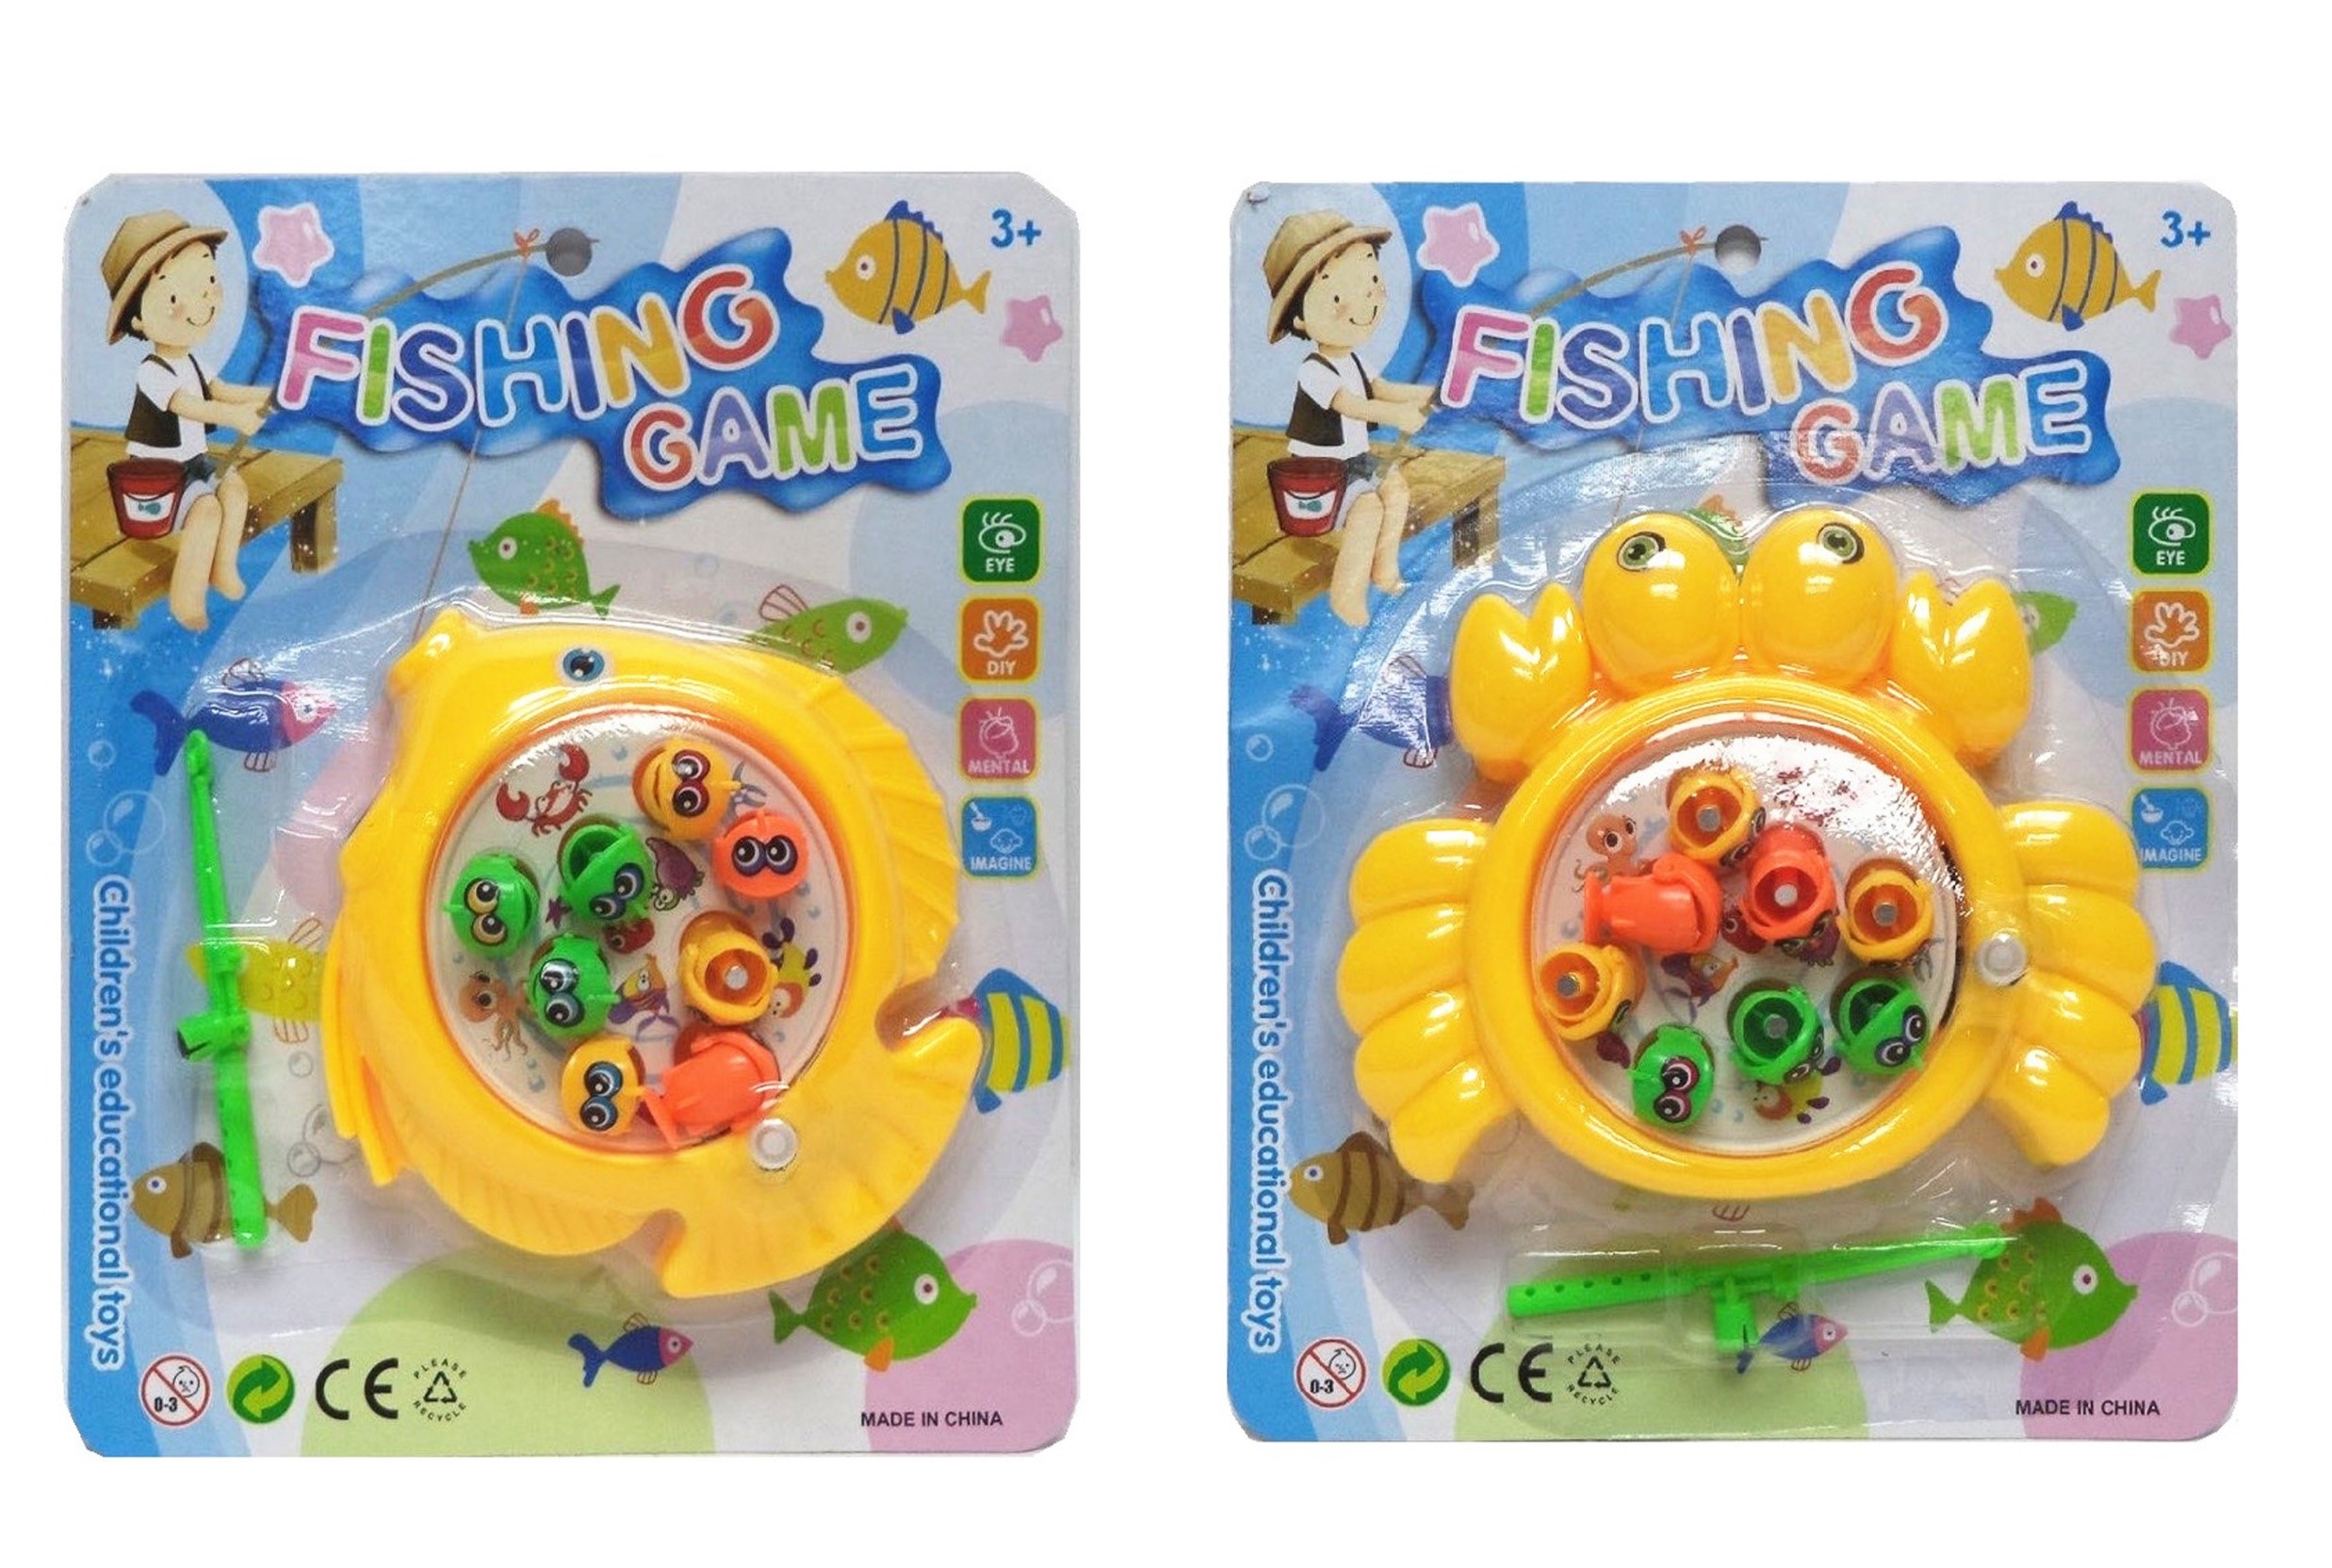 3+
FISHING
GAME
EYE
DIY
MENTAL
IMAGINE
Children's educational toys
0-3
CE
PLEASE
RECYCLE
MADE IN CHINA
3+
FISHING
GAME
EYE
DIY
MENTAL
IMAGINE
Children's educational toys
0-3
CE
PLEASE
RECYCLE
MADE IN CHINA